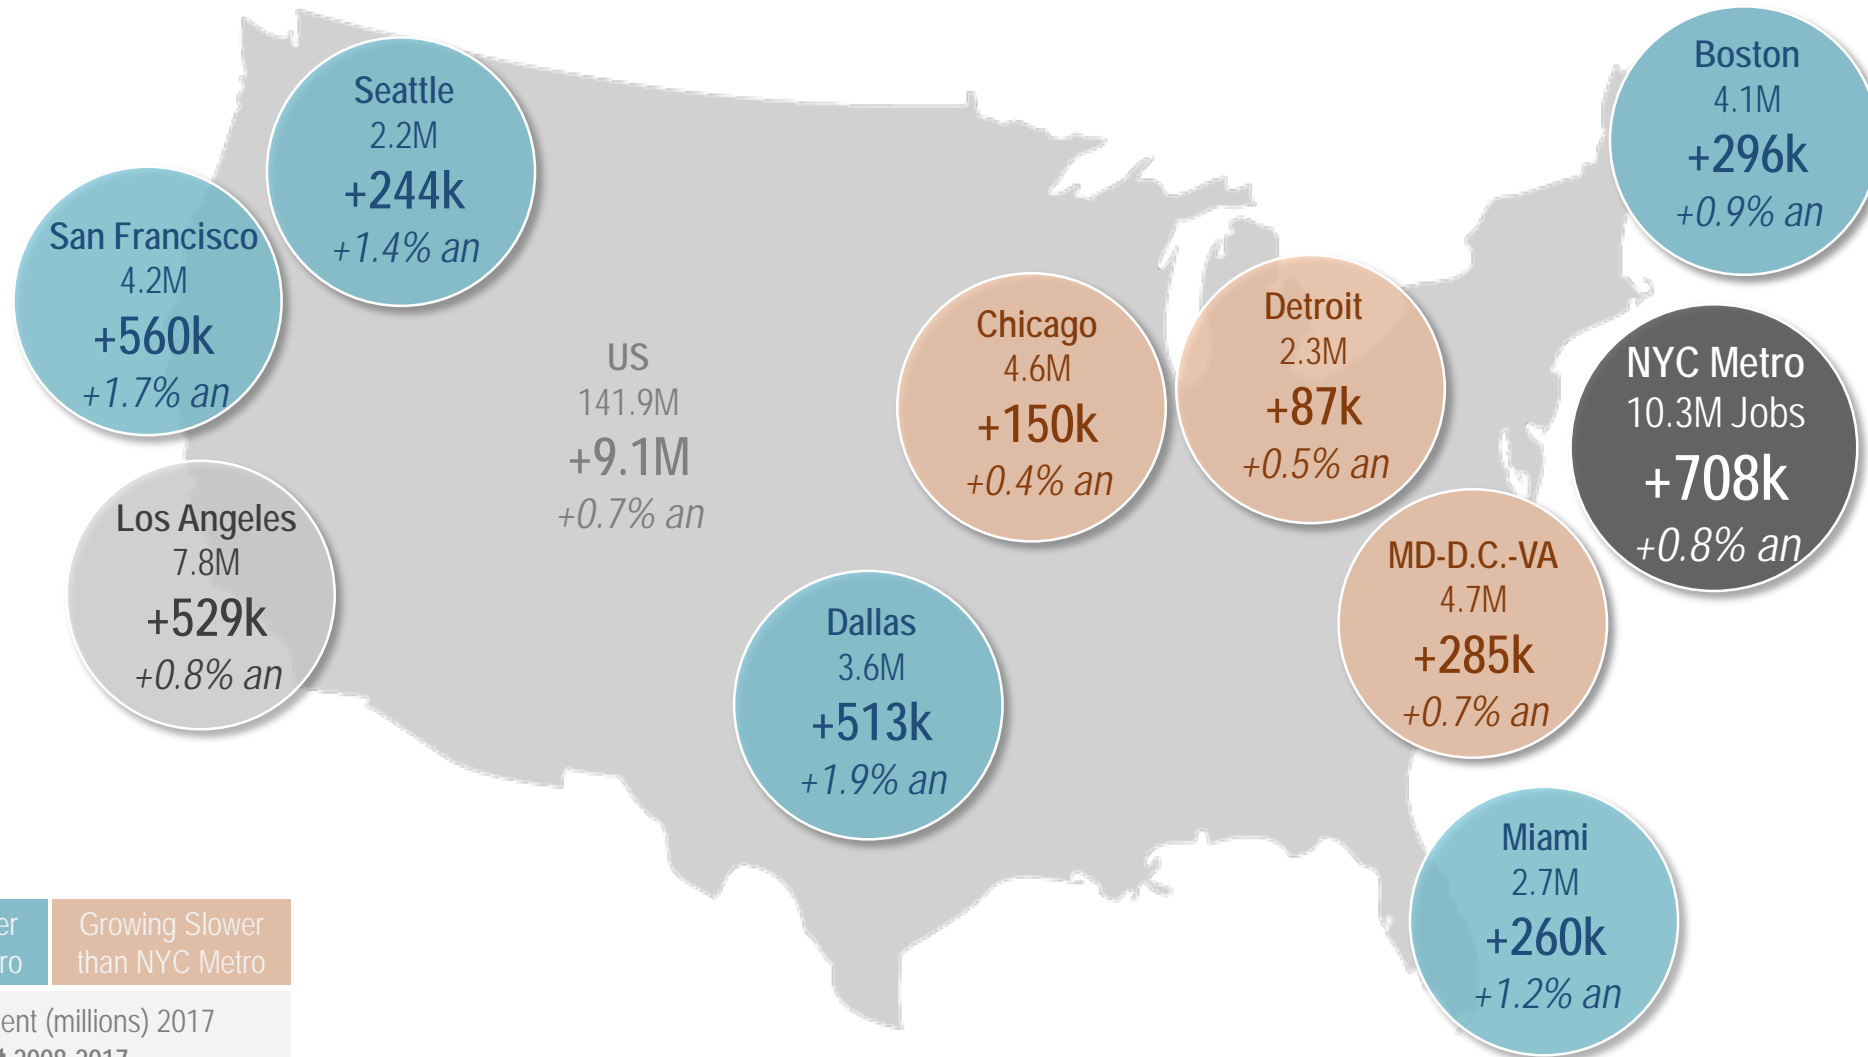 Boston
4.1M
+296k
+0.9% an
Seattle
2.2M
+244k
+1.4% an
San Francisco
4.2M
+560k
+1.7% an
Chicago
4.6M
+150k
+0.4% an
Detroit
2.3M
+87k
+0.5% an
NYC Metro
10.3M Jobs
+708k
+0.8% an
US
141.9M
+9.1M
+0.7% an
Los Angeles
7.8M
+529k
+0.8% an
MD-D.C.-VA
4.7M
+285k
+0.7% an
Dallas
3.6M
+513k
+1.9% an
Miami
2.7M
+260k
+1.2% an
Growing Slower
than NYC Metro
(millions) 2017
2008-2017